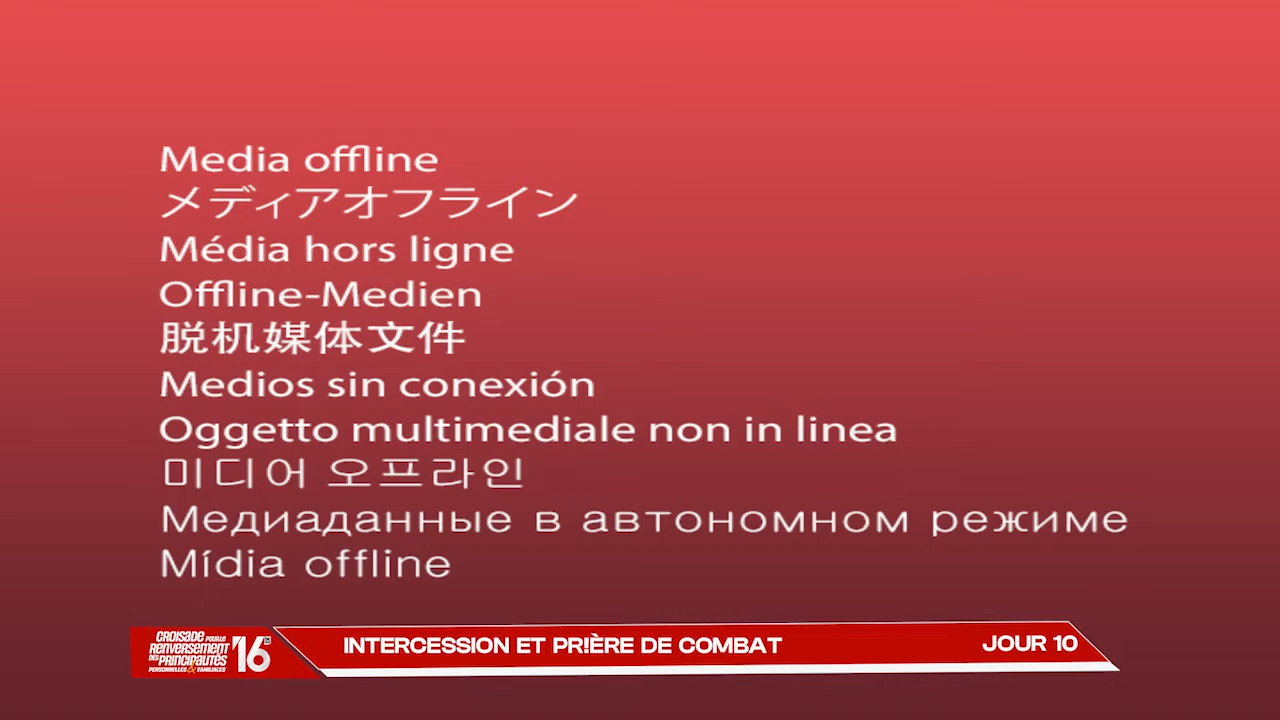 Media offline
メディアオフライン
Média hors ligne
Offline-Medien
脱机媒体文件
Medios sin conexión
Oggetto multimediale non in linea
미디어 오프라인
Медиаданные в автономном режиме
Mídia offline
CROISADE POUR LE
RENVERSEMENT
DES PRINCIPAUTÉS
PERSONNELLES & FAMILIALES
16
INTERCESSION ET PRIÈRE DE COMBAT
JOUR 10